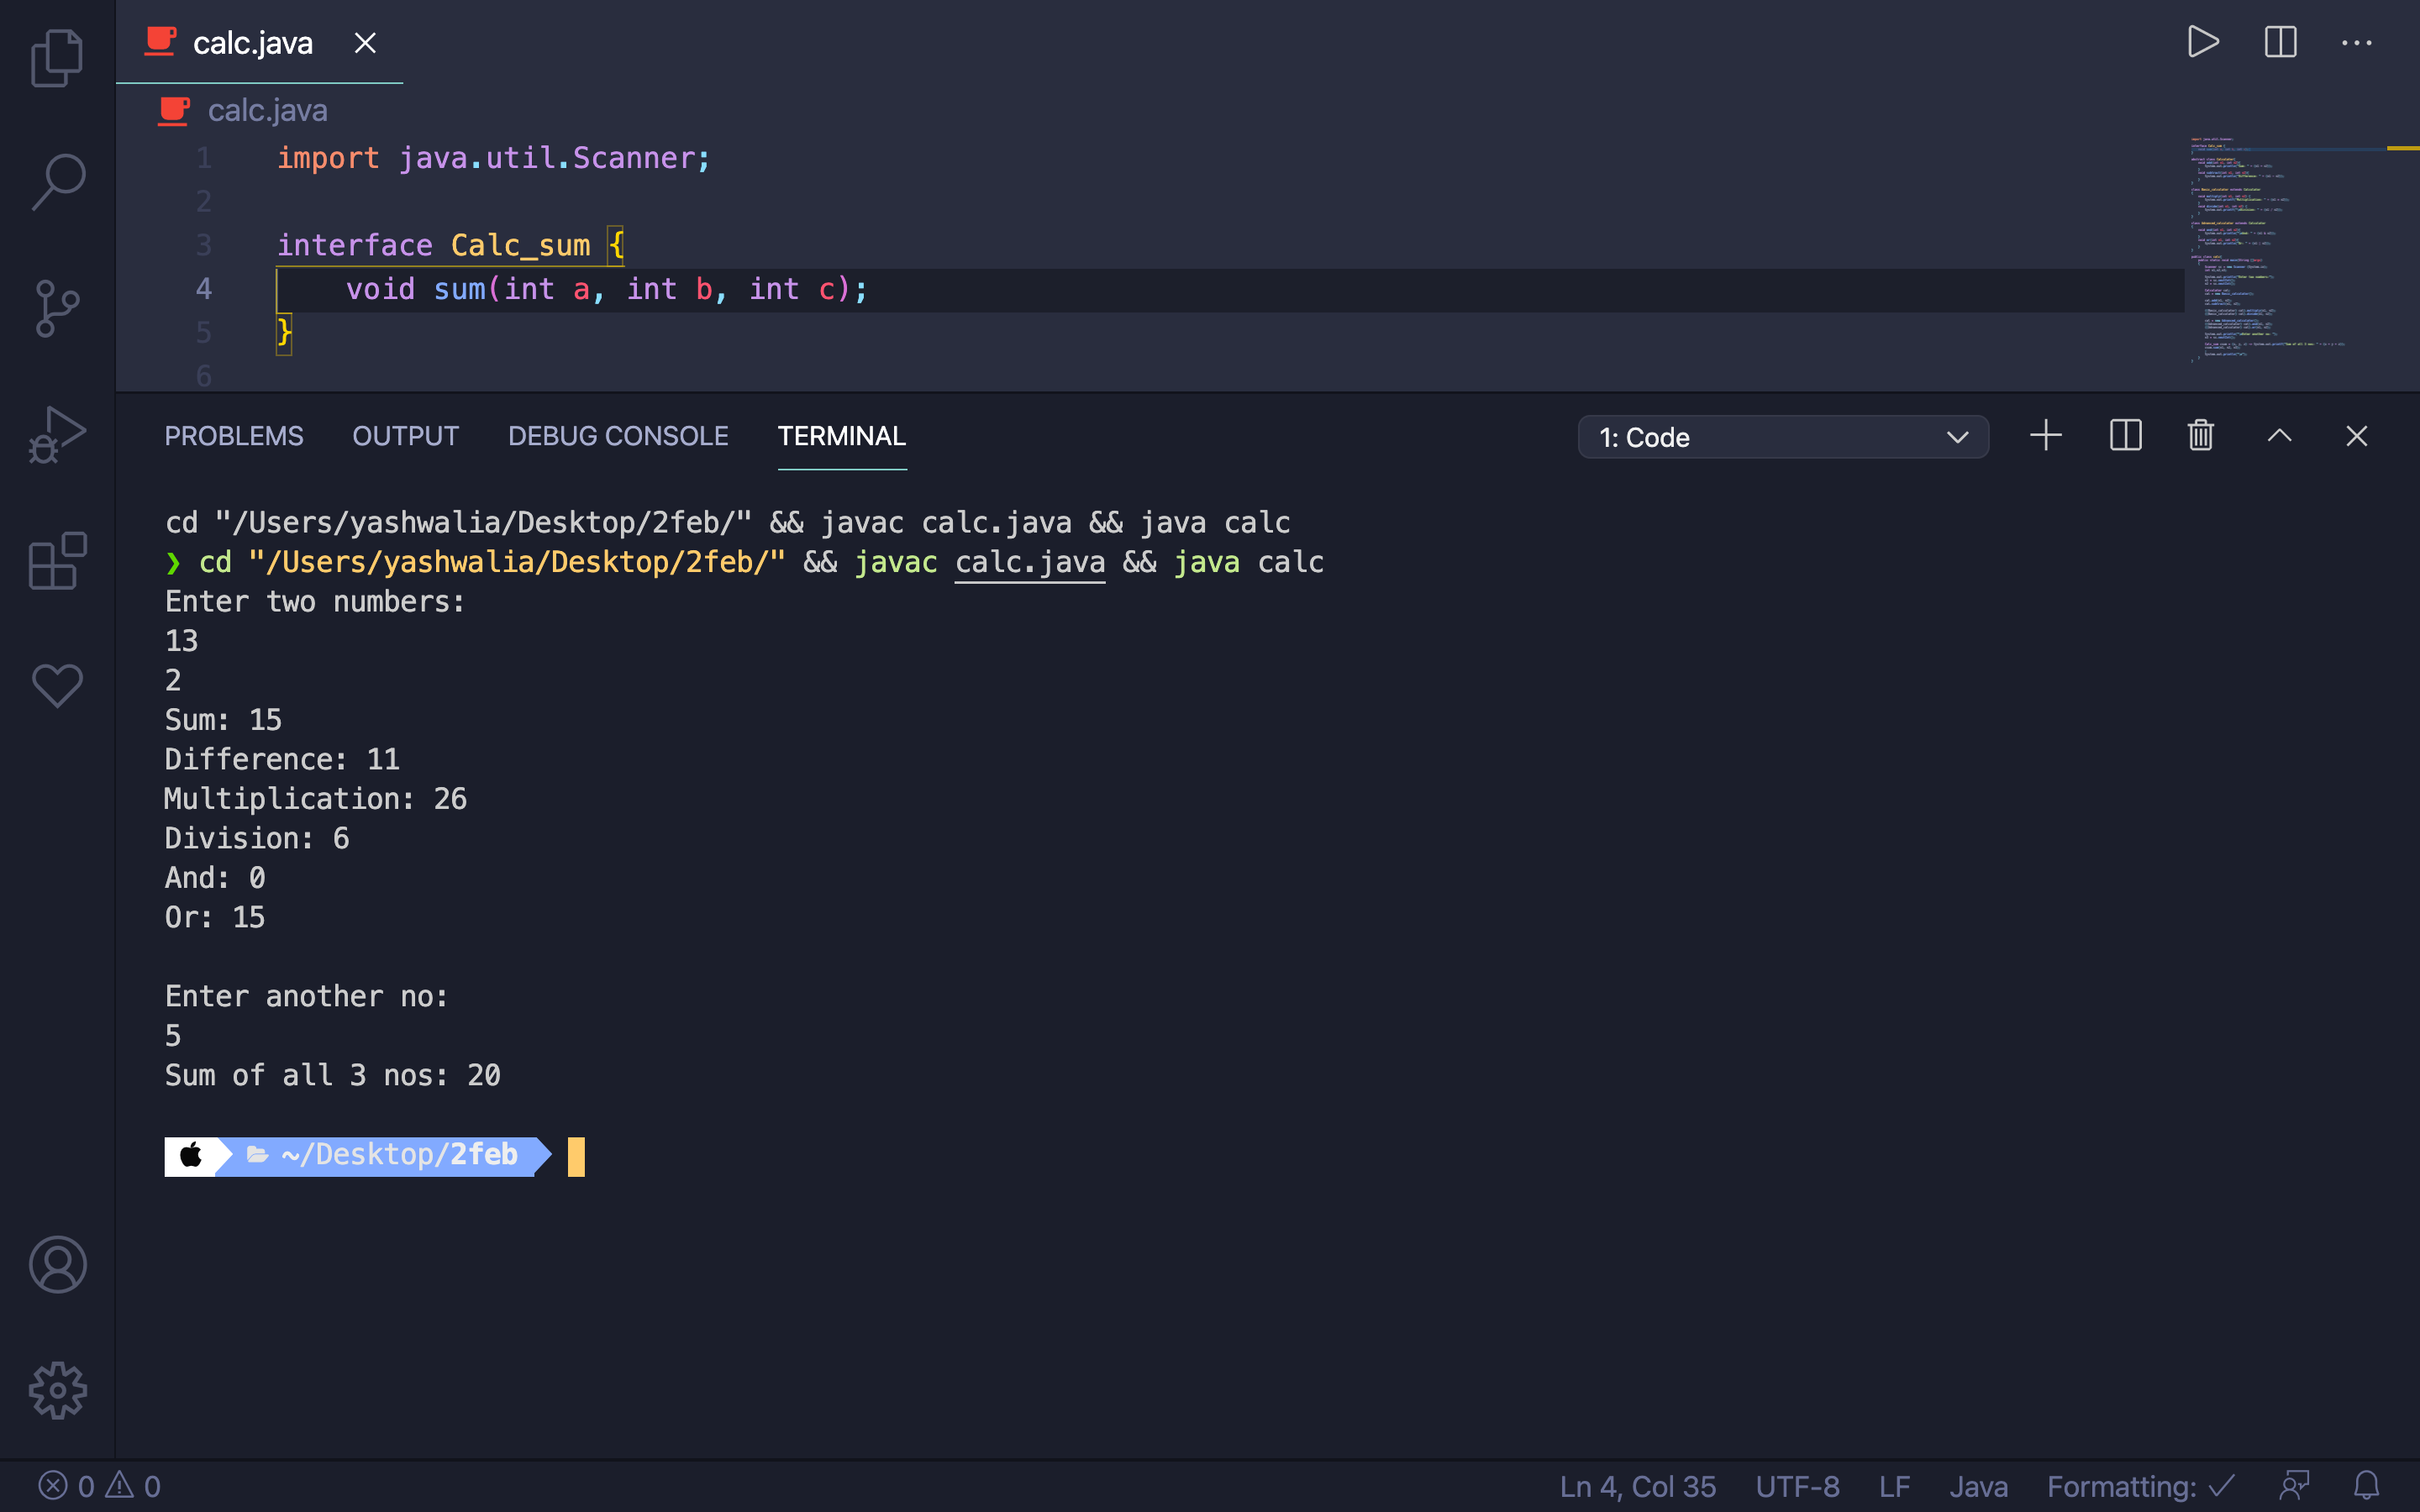 calc.java
calc.java
1 import java.util.Scanner;
2
3 interface Calc_sum {
4 void sum(int a, int b, int c);
5 }
6
PROBLEMS OUTPUT DEBUG CONSOLE TERMINAL 1: Code
cd "/Users/yashwalia/Desktop/2feb/" && javac calc.java && java calc
❯ cd "/Users/yashwalia/Desktop/2feb/" && javac calc.java && java calc
Enter two numbers:
13
2
Sum: 15
Difference: 11
Multiplication: 26
Division: 6
And: 0
Or: 15
Enter another no:
5
Sum of all 3 nos: 20
~/Desktop/2feb
0 0 Ln 4, Col 35 UTF-8 LF Java Formatting: ✓